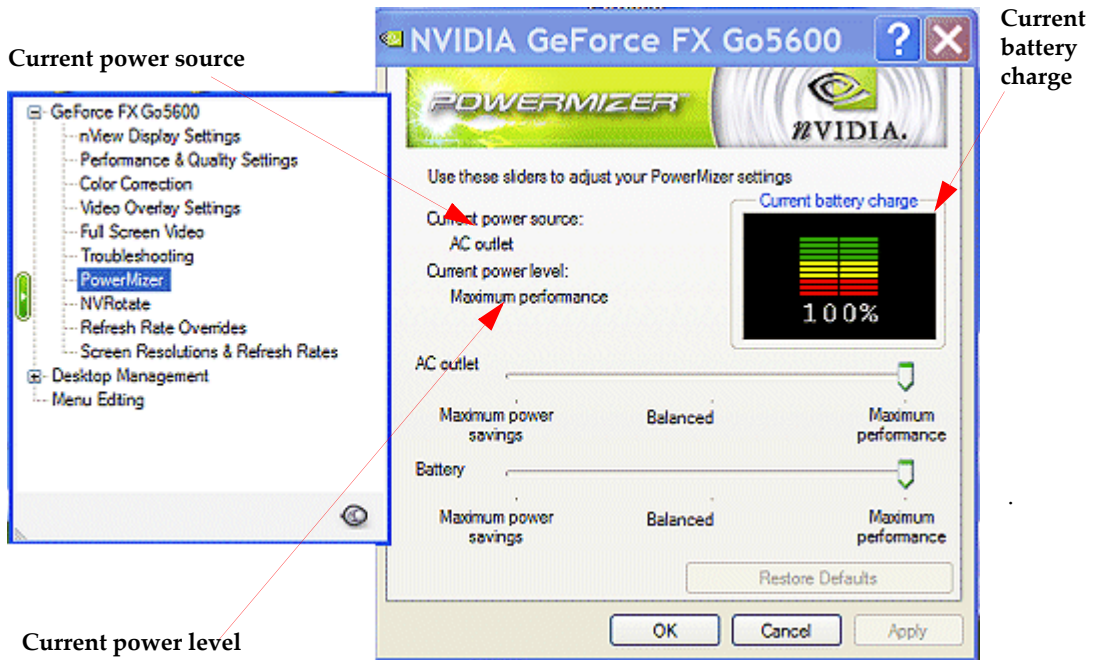 Current power source
Current
battery
charge
GeForce FX Go5600
nView Display Settings
Performance & Quality Settings
Color Correction
Video Overlay Settings
Full Screen Video
Troubleshooting
PowerMizer
NVRotate
Refresh Rate Overrides
Screen Resolutions & Refresh Rates
Desktop Management
Menu Editing
NVIDIA GeForce FX Go5600
POWERMIZER™
nVIDIA.
Use these sliders to adjust your PowerMizer settings
Current power source:
AC outlet
Current power level:
Maximum performance
Current battery charge
100%
AC outlet
Maximum power
savings
Balanced
Maximum
performance
Battery
Maximum power
savings
Balanced
Maximum
performance
.
Restore Defaults
OK
Cancel
Apply
Current power level